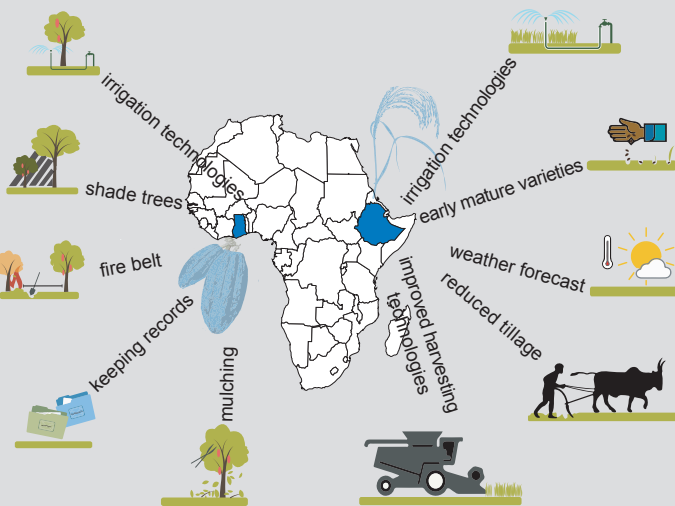 irrigation technologies
shade trees
fire belt
keeping records
mulching
irrigation technologies
early mature varieties
weather forecast
reduced tillage
improved harvesting
technologies